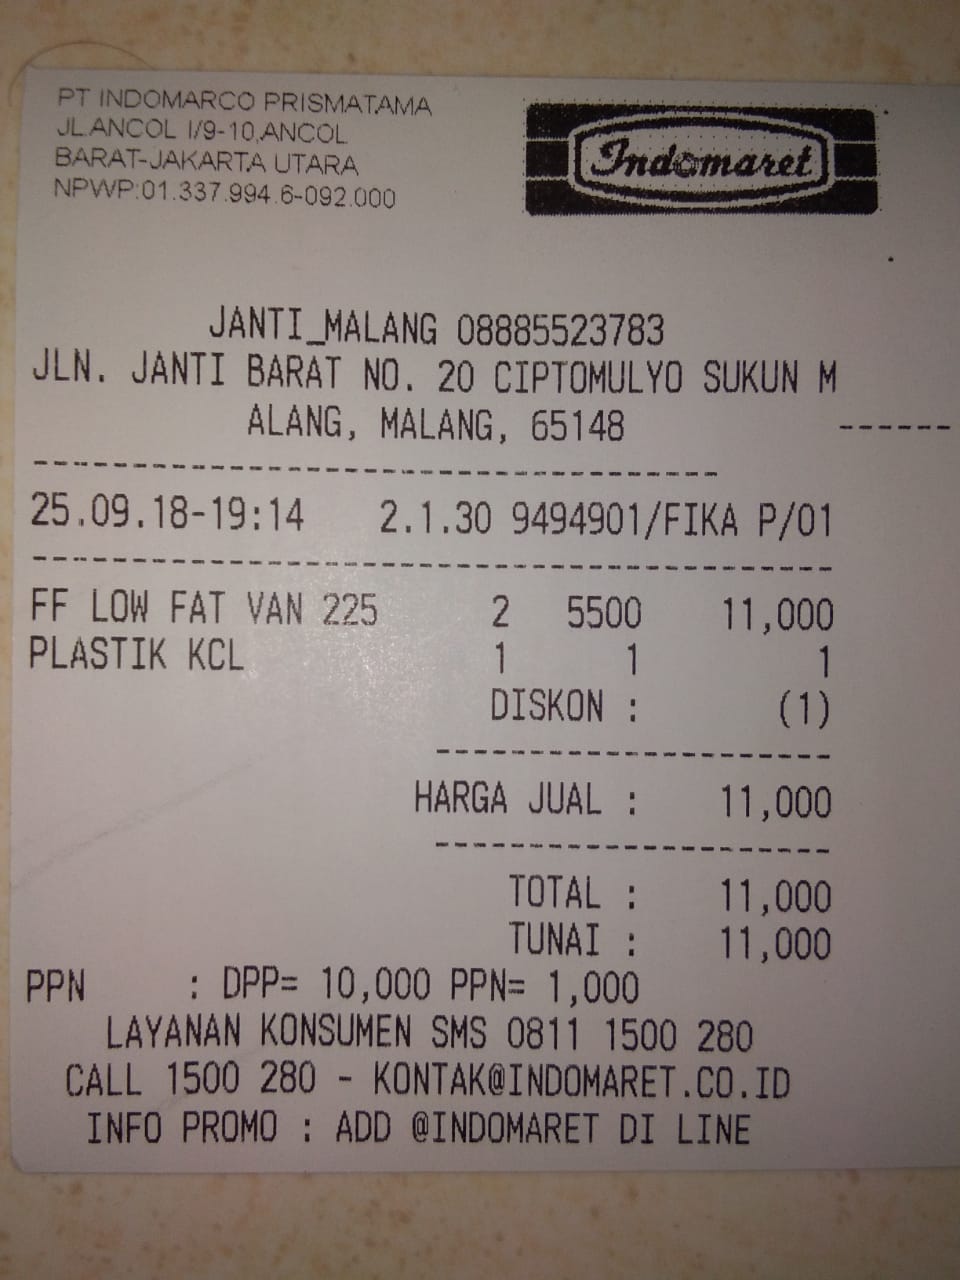 PT INDOMARCO PRISMATAMA
JL.ANCOL I/9-10,ANCOL
BARAT-JAKARTA UTARA
NPWP:01.337.994.6-092.000
Indomaret
JANTI_MALANG 08885523783
JLN. JANTI BARAT NO. 20 CIPTOMULYO SUKUN M
ALANG, MALANG, 65148
25.09.18-19:14 2.1.30 9494901/FIKA P/01
FF LOW FAT VAN 225 2 5500 11,000
PLASTIK KCL 1 1 1
DISKON : (1)
HARGA JUAL : 11,000
TOTAL : 11,000
TUNAI : 11,000
PPN : DPP= 10,000 PPN= 1,000
LAYANAN KONSUMEN SMS 0811 1500 280
CALL 1500 280 - KONTAK@INDOMARET.CO.ID
INFO PROMO : ADD @INDOMARET DI LINE